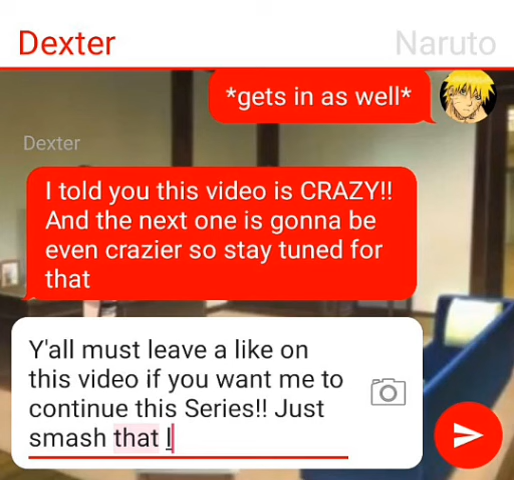 Dexter
Naruto
*gets in as well*
Dexter
I told you this video is CRAZY!!
And the next one is gonna be
even crazier so stay tuned for
that
Y'all must leave a like on
this video if you want me to
continue this Series!! Just
smash that l